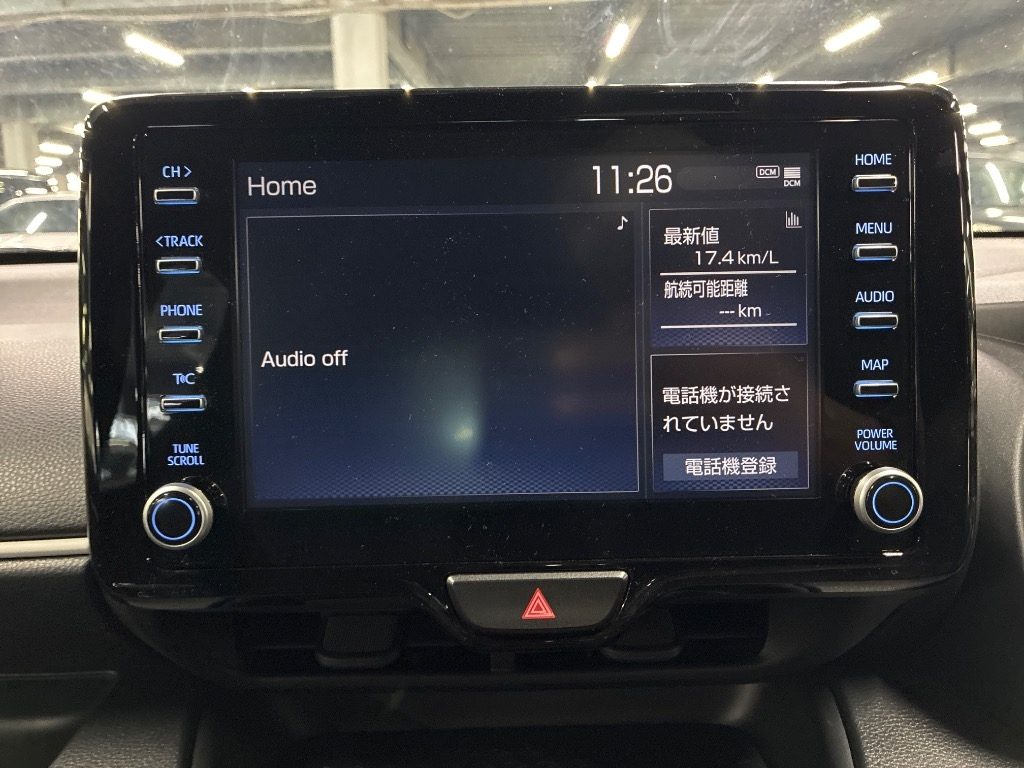 CH >
< TRACK
PHONE
T C
TUNE
SCROLL
Home
11:26
DCM
DCM
Audio off
最新値
17.4 km/L
航続可能距離
--- km
電話機が接続さ
れていません
電話機登録
HOME
MENU
AUDIO
MAP
POWER
VOLUME